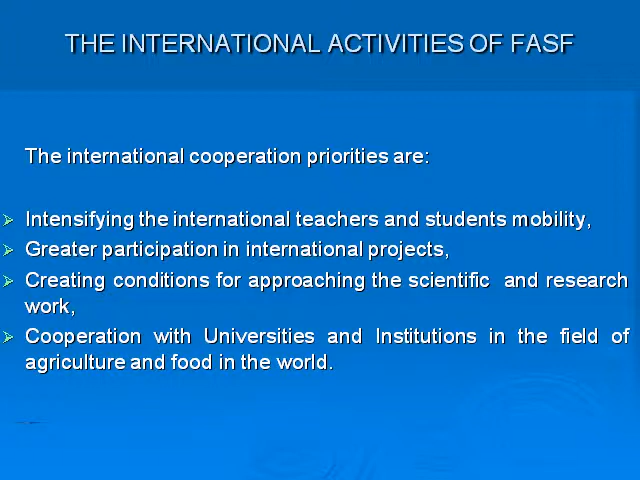 THE INTERNATIONAL ACTIVITIES OF FASF
The international cooperation priorities are:
Intensifying the international teachers and students mobility,
Greater participation in international projects,
Creating conditions for approaching the scientific and research
work,
Cooperation with Universities and Institutions in the field of
agriculture and food in the world.